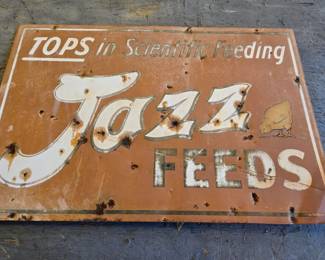 TOPS in Scientific Feeding
Jazz
FEEDS